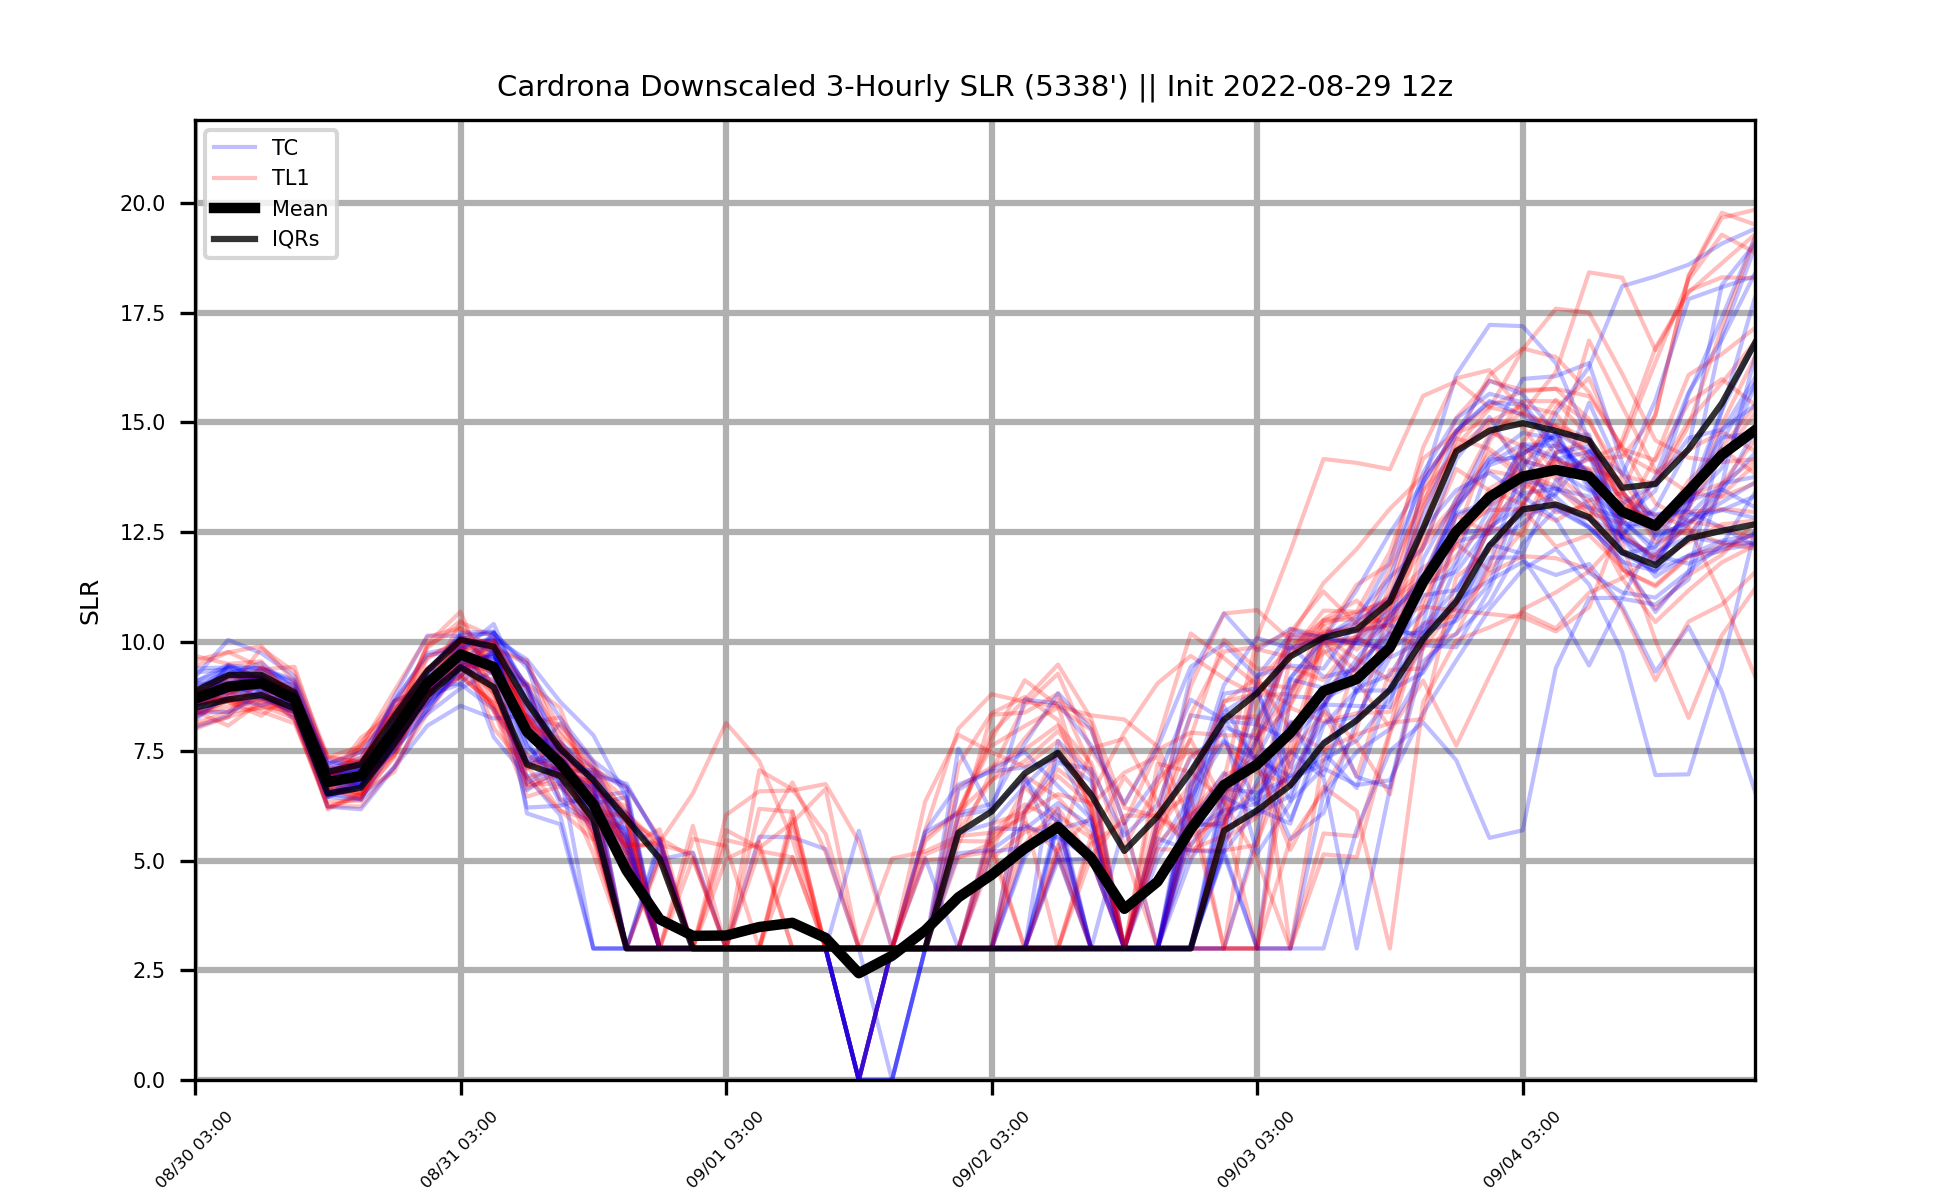 Cardrona Downscaled 3-Hourly SLR (5338') || Init 2022-08-29 12z
TC
TL1
Mean
IQRs
SLR
20.0
17.5
15.0
12.5
10.0
7.5
5.0
2.5
0.0
08/30 03:00
08/31 03:00
09/01 03:00
09/02 03:00
09/03 03:00
09/04 03:00